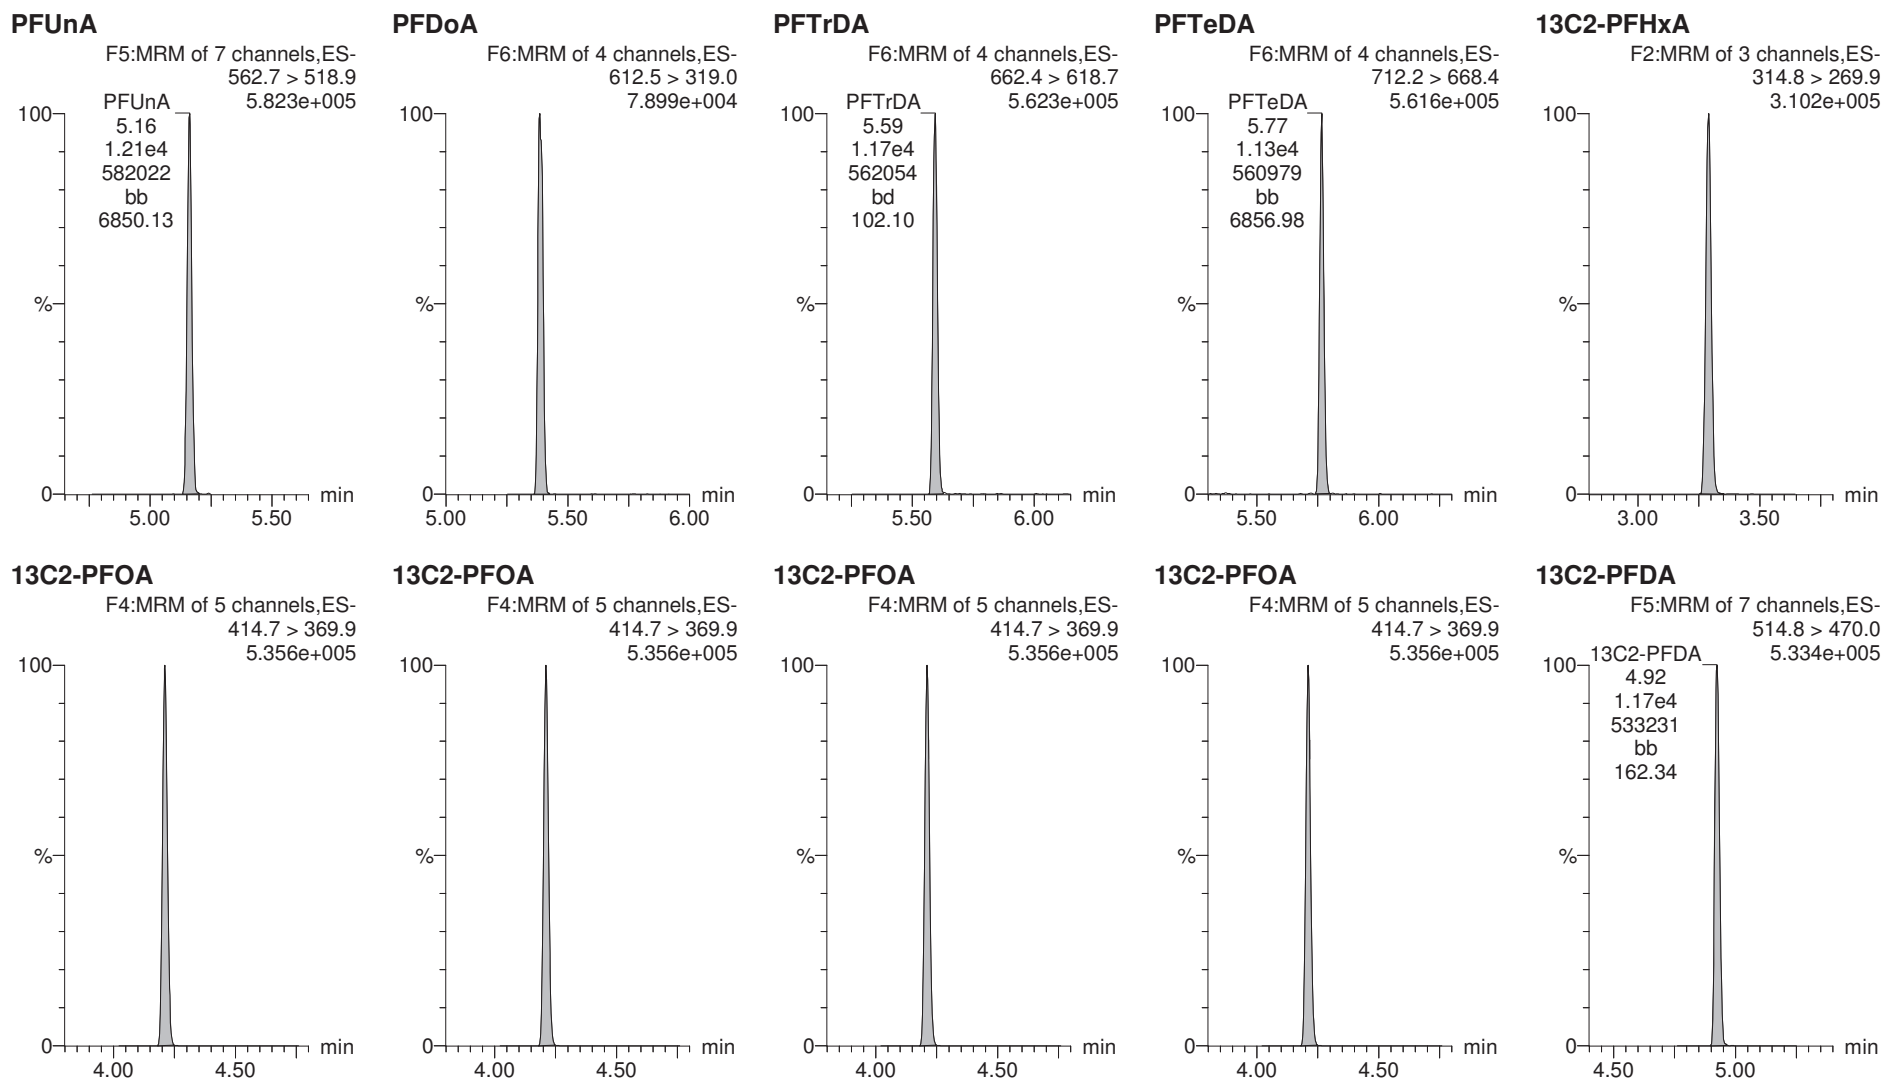 PFUnA
F5:MRM of 7 channels,ES-
562.7 > 518.9
5.823e+005
PFUnA
5.16
1.21e4
582022
bb
6850.13
100
%
0
5.00 5.50
min
PFDoA
F6:MRM of 4 channels,ES-
612.5 > 319.0
7.899e+004
100
%
0
5.00 5.50 6.00
min
PFTrDA
F6:MRM of 4 channels,ES-
662.4 > 618.7
5.623e+005
PFTrDA
5.59
1.17e4
562054
bd
102.10
100
%
0
5.50 6.00
min
PFTeDA
F6:MRM of 4 channels,ES-
712.2 > 668.4
5.616e+005
PFTeDA
5.77
1.13e4
560979
bb
6856.98
100
%
0
5.50 6.00
min
13C2-PFHxA
F2:MRM of 3 channels,ES-
314.8 > 269.9
3.102e+005
100
%
0
3.00 3.50
min
13C2-PFOA
F4:MRM of 5 channels,ES-
414.7 > 369.9
5.356e+005
100
%
0
4.00 4.50
min
13C2-PFOA
F4:MRM of 5 channels,ES-
414.7 > 369.9
5.356e+005
100
%
0
4.00 4.50
min
13C2-PFOA
F4:MRM of 5 channels,ES-
414.7 > 369.9
5.356e+005
100
%
0
4.00 4.50
min
13C2-PFOA
F4:MRM of 5 channels,ES-
414.7 > 369.9
5.356e+005
100
%
0
4.00 4.50
min
13C2-PFDA
F5:MRM of 7 channels,ES-
514.8 > 470.0
5.334e+005
13C2-PFDA
4.92
1.17e4
533231
bb
162.34
100
%
0
4.50 5.00
min